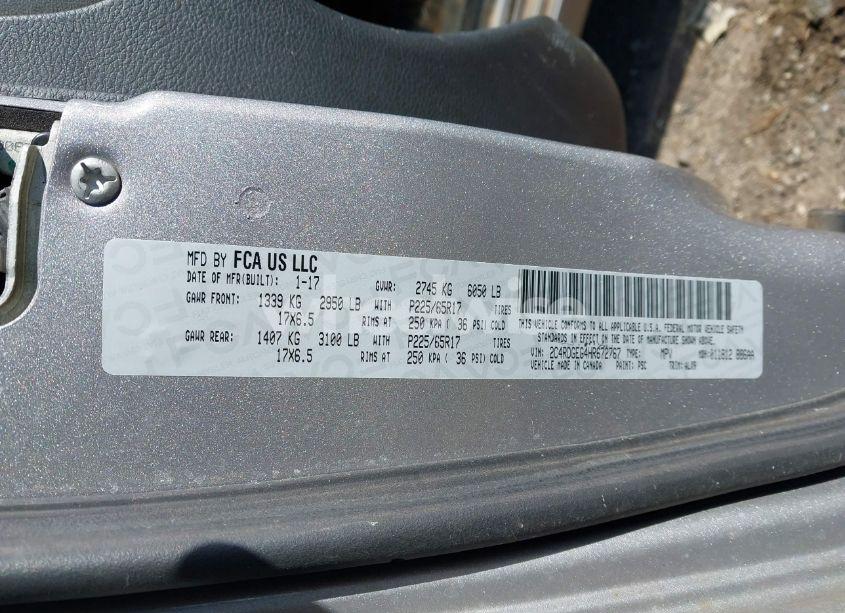 MFD BY FCA US LLC
DATE OF MFR(BUILT): 1-17 GVWR: 2745 KG 6050 LB
GAWR FRONT: 1339 KG 2950 LB WITH P225/65R17 TIRES
17X6.5 RIMS AT 250 KPA ( 36 PSI) COLD
GAWR REAR: 1407 KG 3100 LB WITH P225/65R17 TIRES
17X6.5 RIMS AT 250 KPA ( 36 PSI) COLD
THIS VEHICLE CONFORMS TO ALL APPLICABLE U.S.A. FEDERAL MOTOR VEHICLE SAFETY
STANDARDS IN EFFECT ON THE DATE OF MANUFACTURE SHOWN ABOVE.
VIN: 2C4RDGEG4HR672767 TYPE: MPV MDH: 011812 886AA
VEHICLE MADE IN CANADA PAINT: PSC TRIM: